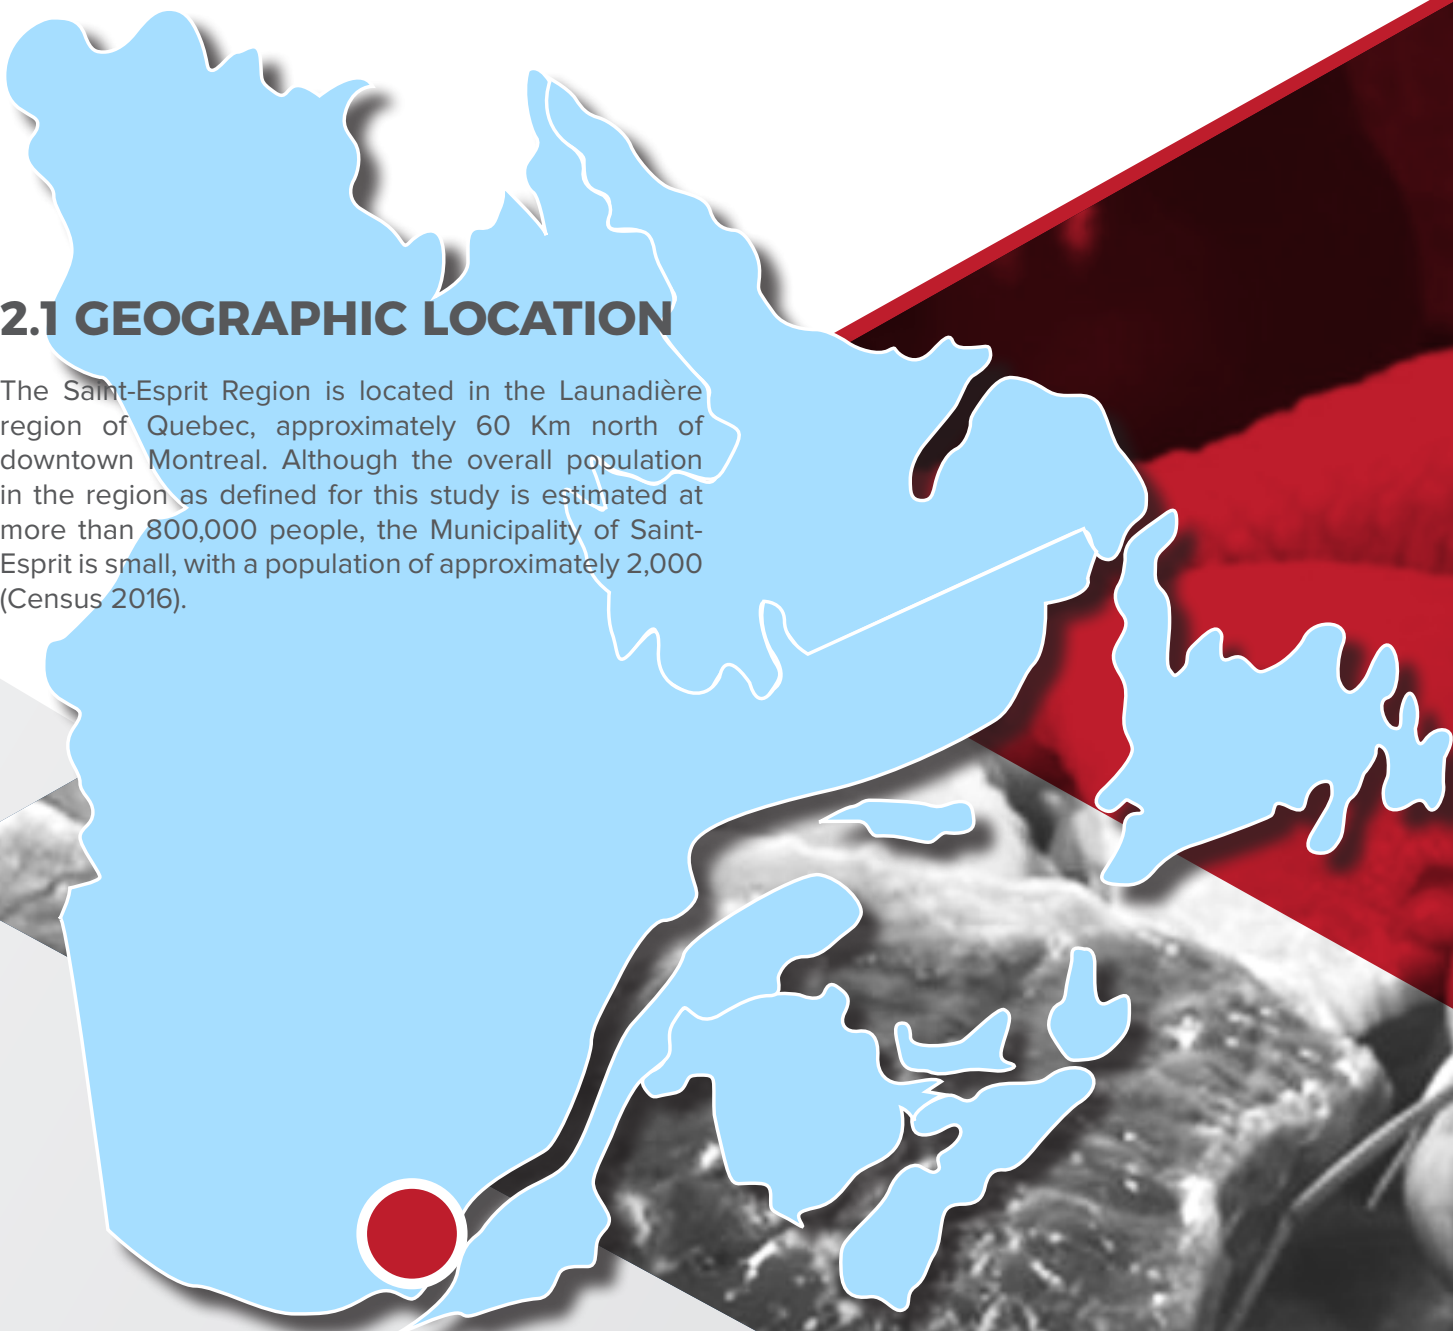 2.1 GEOGRAPHIC LOCATION
The Saint-Esprit Region is located in the Launadière
region of Quebec, approximately 60 Km north of
downtown Montreal. Although the overall population
in the region as defined for this study is estimated at
more than 800,000 people, the Municipality of Saint-
Esprit is small, with a population of approximately 2,000
(Census 2016).